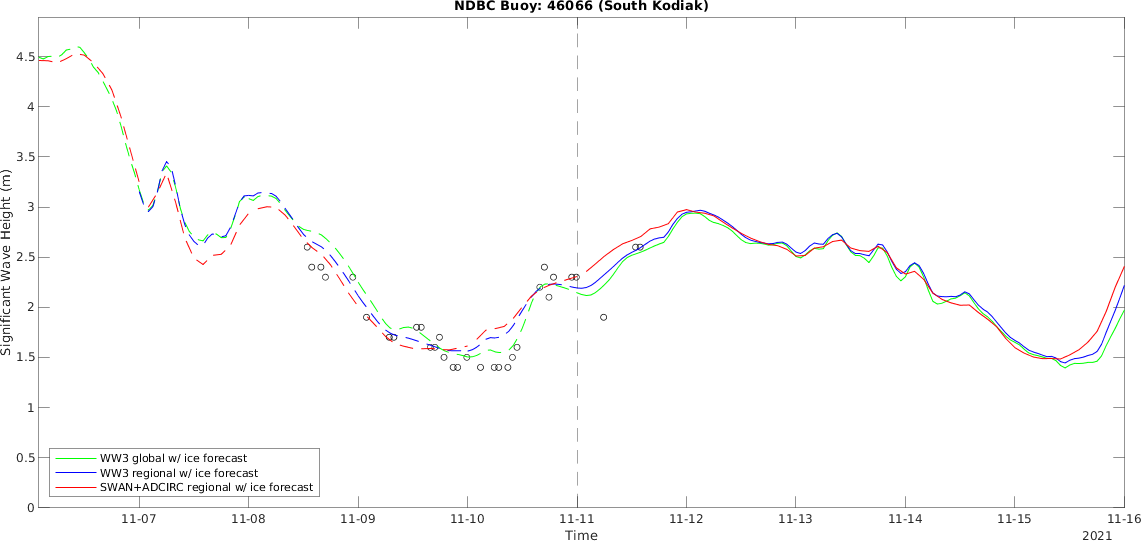 NDBC Buoy: 46066 (South Kodiak)
Significant Wave Height (m)
4.5
4
3.5
3
2.5
2
1.5
1
0.5
0
WW3 global w/ ice forecast
WW3 regional w/ ice forecast
SWAN+ADCIRC regional w/ ice forecast
11-07 11-08 11-09 11-10 11-11 11-12 11-13 11-14 11-15 11-16
Time
2021